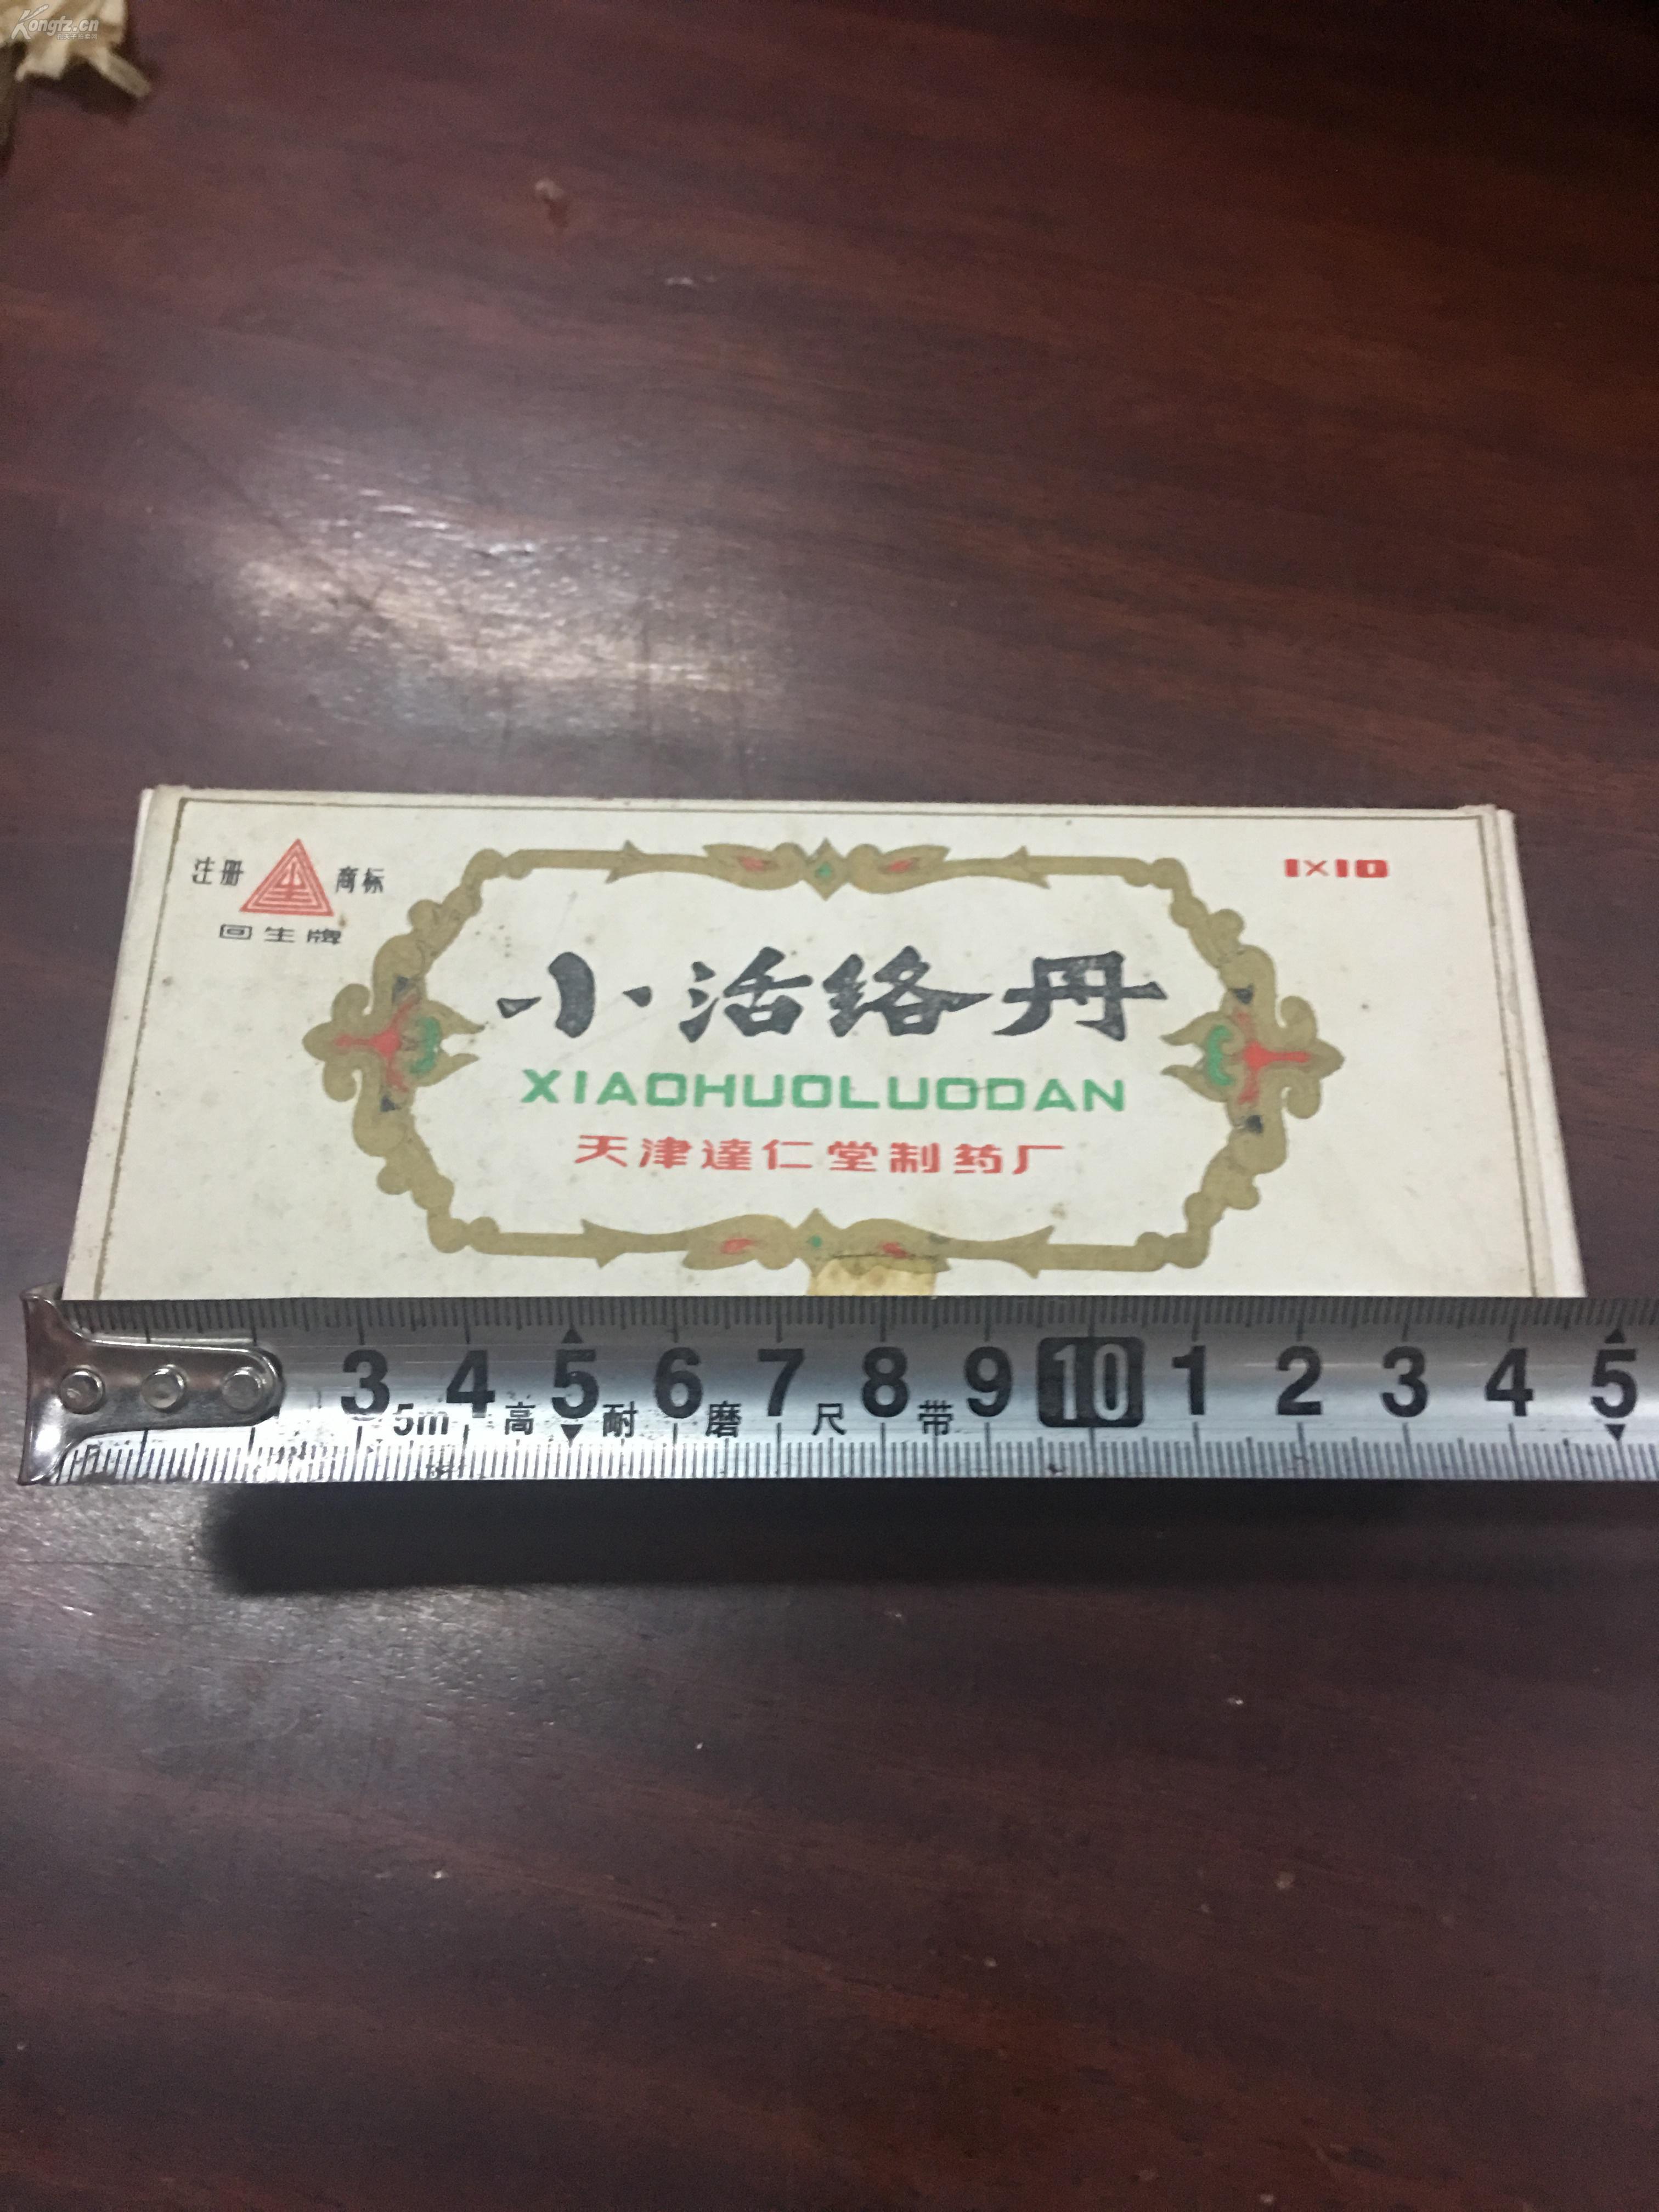 Kongfz.cn
注册 商标
回生牌
1×10
小活络丹
XIAOHUOLUODAN
天津達仁堂制药厂
3 4 5 6 7 8 9 10 1 2 3 4 5
5m 高耐磨尺带